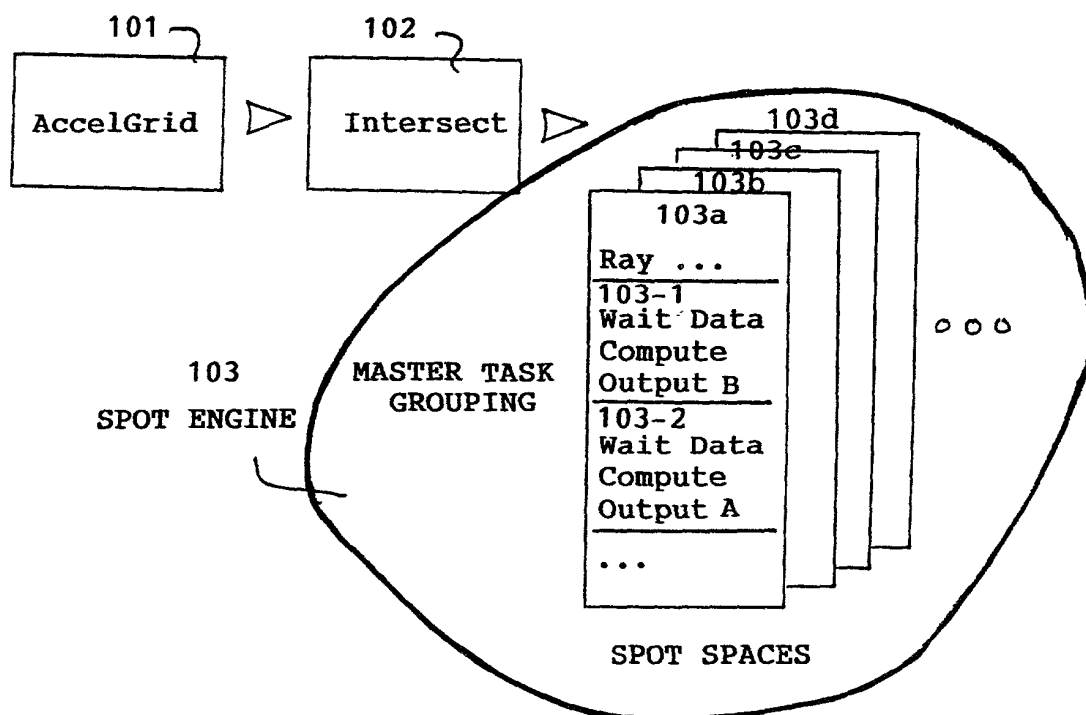 101
102
AccelGrid
Intersect
103d
103c
103b
103a
Ray ...
103-1
Wait Data
Compute
Output B
103-2
Wait Data
Compute
Output A
...
103
SPOT ENGINE
MASTER TASK
GROUPING
SPOT SPACES